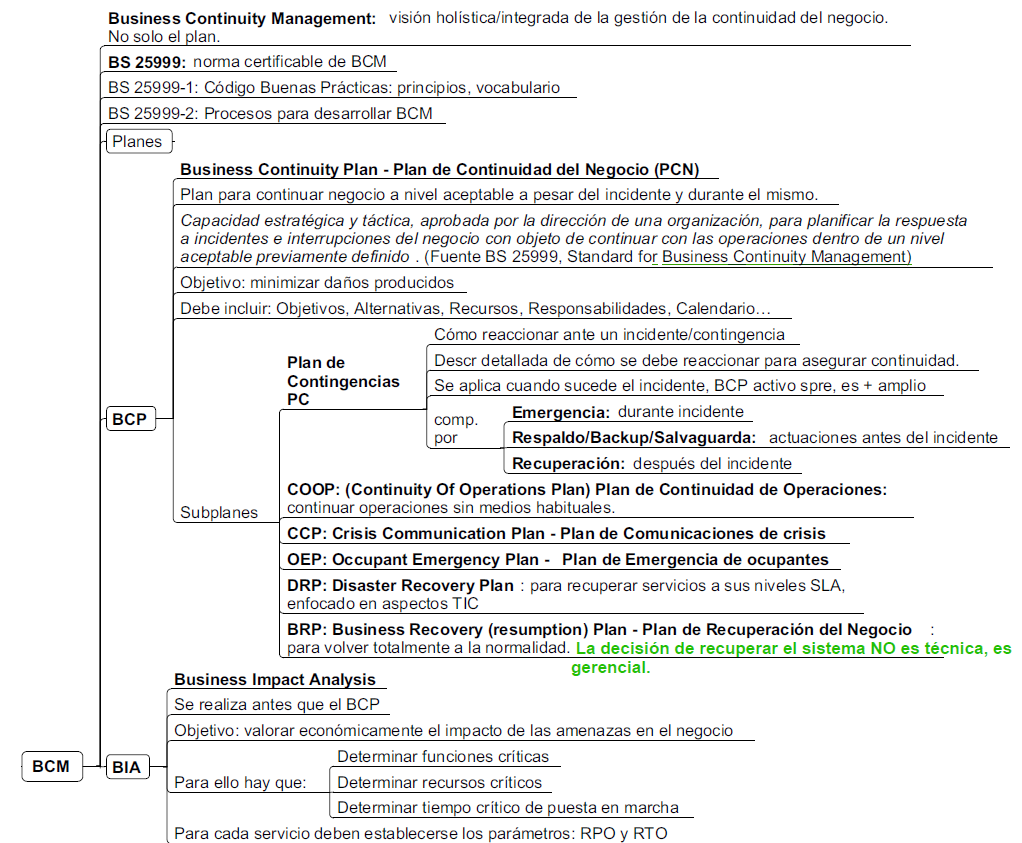 Business Continuity Management: visión holística/integrada de la gestión de la continuidad del negocio.
No solo el plan.
BS 25999: norma certificable de BCM
BS 25999-1: Código Buenas Prácticas: principios, vocabulario
BS 25999-2: Procesos para desarrollar BCM
Planes
Business Continuity Plan - Plan de Continuidad del Negocio (PCN)
Plan para continuar negocio a nivel aceptable a pesar del incidente y durante el mismo.
Capacidad estratégica y táctica, aprobada por la dirección de una organización, para planificar la respuesta
a incidentes e interrupciones del negocio con objeto de continuar con las operaciones dentro de un nivel
aceptable previamente definido . (Fuente BS 25999, Standard for Business Continuity Management)
Objetivo: minimizar daños producidos
Debe incluir: Objetivos, Alternativas, Recursos, Responsabilidades, Calendario…
BCP
Subplanes
Plan de
Contingencias
PC
Cómo reaccionar ante un incidente/contingencia
Descr detallada de cómo se debe reaccionar para asegurar continuidad.
Se aplica cuando sucede el incidente, BCP activo spre, es + amplio
comp.
por
Emergencia: durante incidente
Respaldo/Backup/Salvaguarda: actuaciones antes del incidente
Recuperación: después del incidente
COOP: (Continuity Of Operations Plan) Plan de Continuidad de Operaciones:
continuar operaciones sin medios habituales.
CCP: Crisis Communication Plan - Plan de Comunicaciones de crisis
OEP: Occupant Emergency Plan - Plan de Emergencia de ocupantes
DRP: Disaster Recovery Plan : para recuperar servicios a sus niveles SLA,
enfocado en aspectos TIC
BRP: Business Recovery (resumption) Plan - Plan de Recuperación del Negocio :
para volver totalmente a la normalidad. La decisión de recuperar el sistema NO es técnica, es
gerencial.
BCM
BIA
Business Impact Analysis
Se realiza antes que el BCP
Objetivo: valorar económicamente el impacto de las amenazas en el negocio
Para ello hay que:
Determinar funciones críticas
Determinar recursos críticos
Determinar tiempo crítico de puesta en marcha
Para cada servicio deben establecerse los parámetros: RPO y RTO